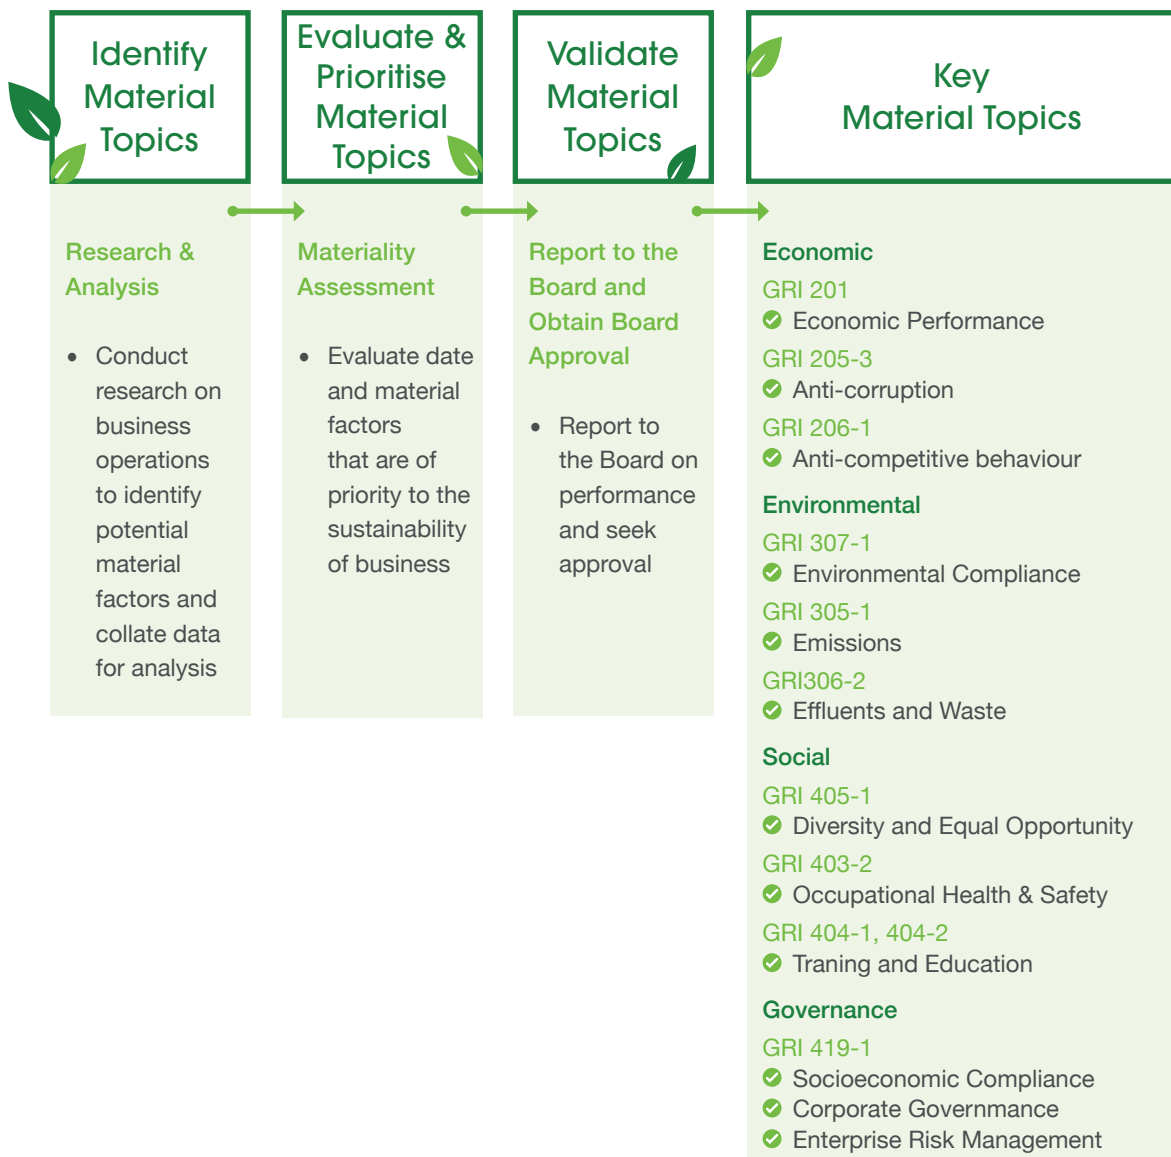 Identify
Material
Topics
Research &
Analysis
• Conduct
research on
business
operations
to identify
potential
material
factors and
collate data
for analysis
Evaluate &
Prioritise
Material
Topics
Materiality
Assessment
• Evaluate date
and material
factors
that are of
priority to the
sustainability
of business
Validate
Material
Topics
Report to the
Board and
Obtain Board
Approval
• Report to
the Board on
performance
and seek
approval
Key
Material Topics
Economic
GRI 201
Economic Performance
GRI 205-3
Anti-corruption
GRI 206-1
Anti-competitive behaviour
Environmental
GRI 307-1
Environmental Compliance
GRI 305-1
Emissions
GRI306-2
Effluents and Waste
Social
GRI 405-1
Diversity and Equal Opportunity
GRI 403-2
Occupational Health & Safety
GRI 404-1, 404-2
Traning and Education
Governance
GRI 419-1
Socioeconomic Compliance
Corporate Governmance
Enterprise Risk Management